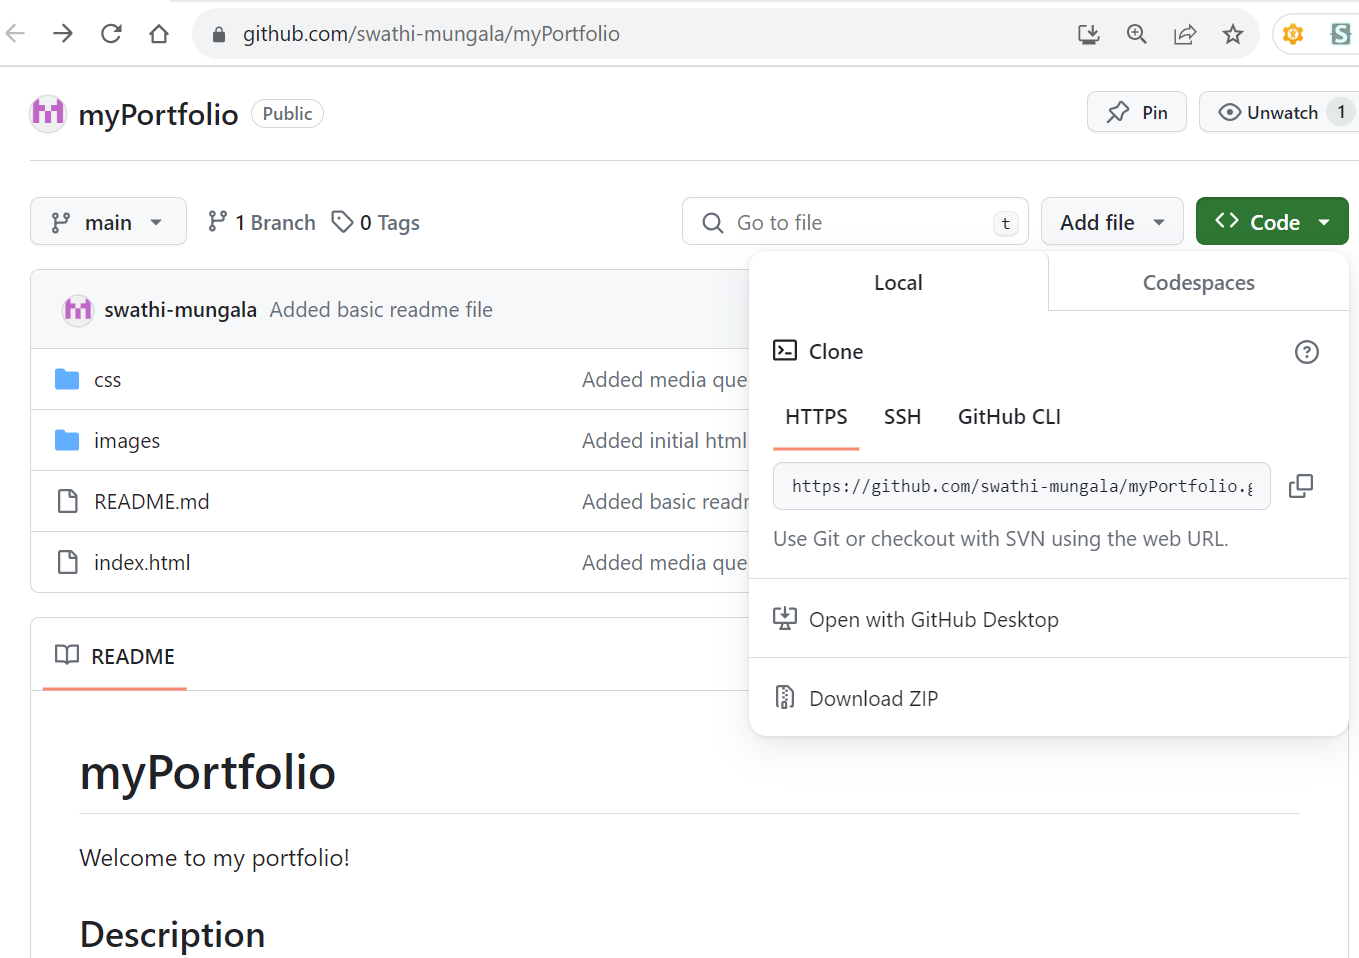 github.com/swathi-mungala/myPortfolio
S
myPortfolio Public
Pin
Unwatch 1
main
1 Branch
0 Tags
Go to file t
Add file
<> Code
Local Codespaces
swathi-mungala Added basic readme file
Clone
css Added media que
HTTPS SSH GitHub CLI
images Added initial html
https://github.com/swathi-mungala/myPortfolio.g
README.md Added basic readr
Use Git or checkout with SVN using the web URL.
index.html Added media que
Open with GitHub Desktop
README
Download ZIP
myPortfolio
Welcome to my portfolio!
Description